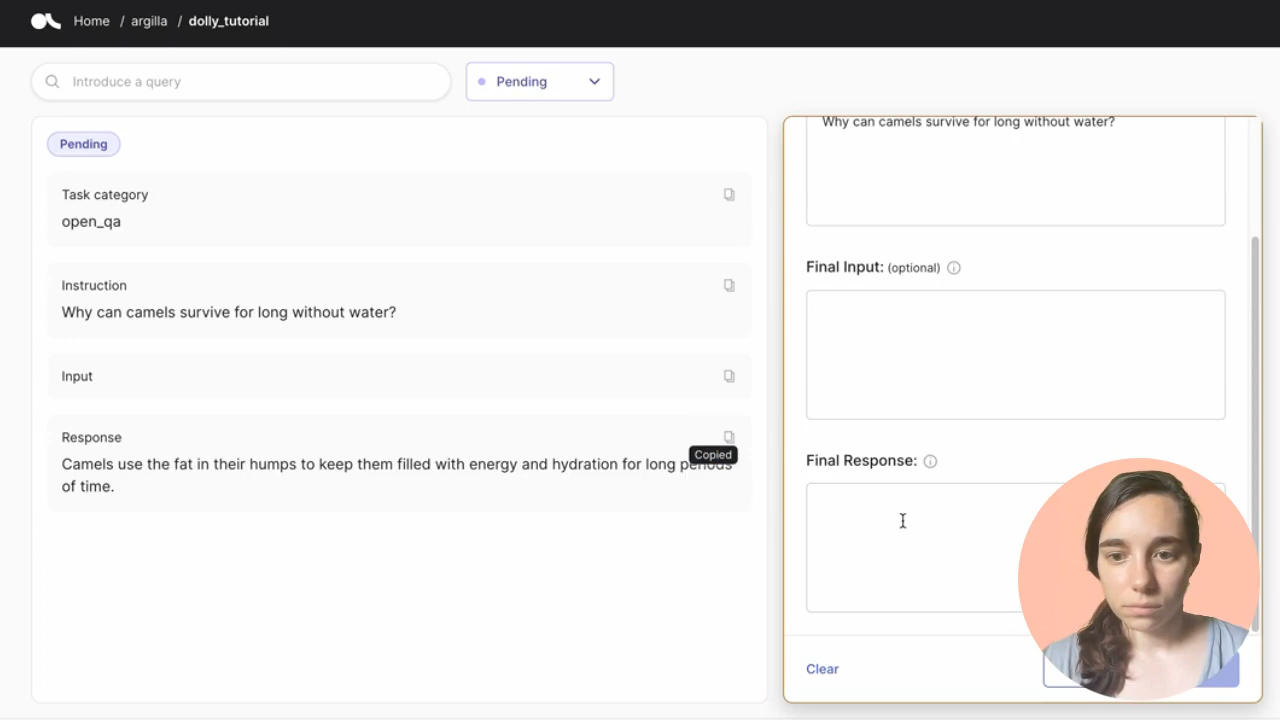 Home / argilla / dolly_tutorial
Introduce a query
Pending
Pending
Task category
open_qa
Instruction
Why can camels survive for long without water?
Input
Response
Copied
Camels use the fat in their humps to keep them filled with energy and hydration for long periods
of time.
Why can camels survive for long without water?
Final Input: (optional)
Final Response:
Clear